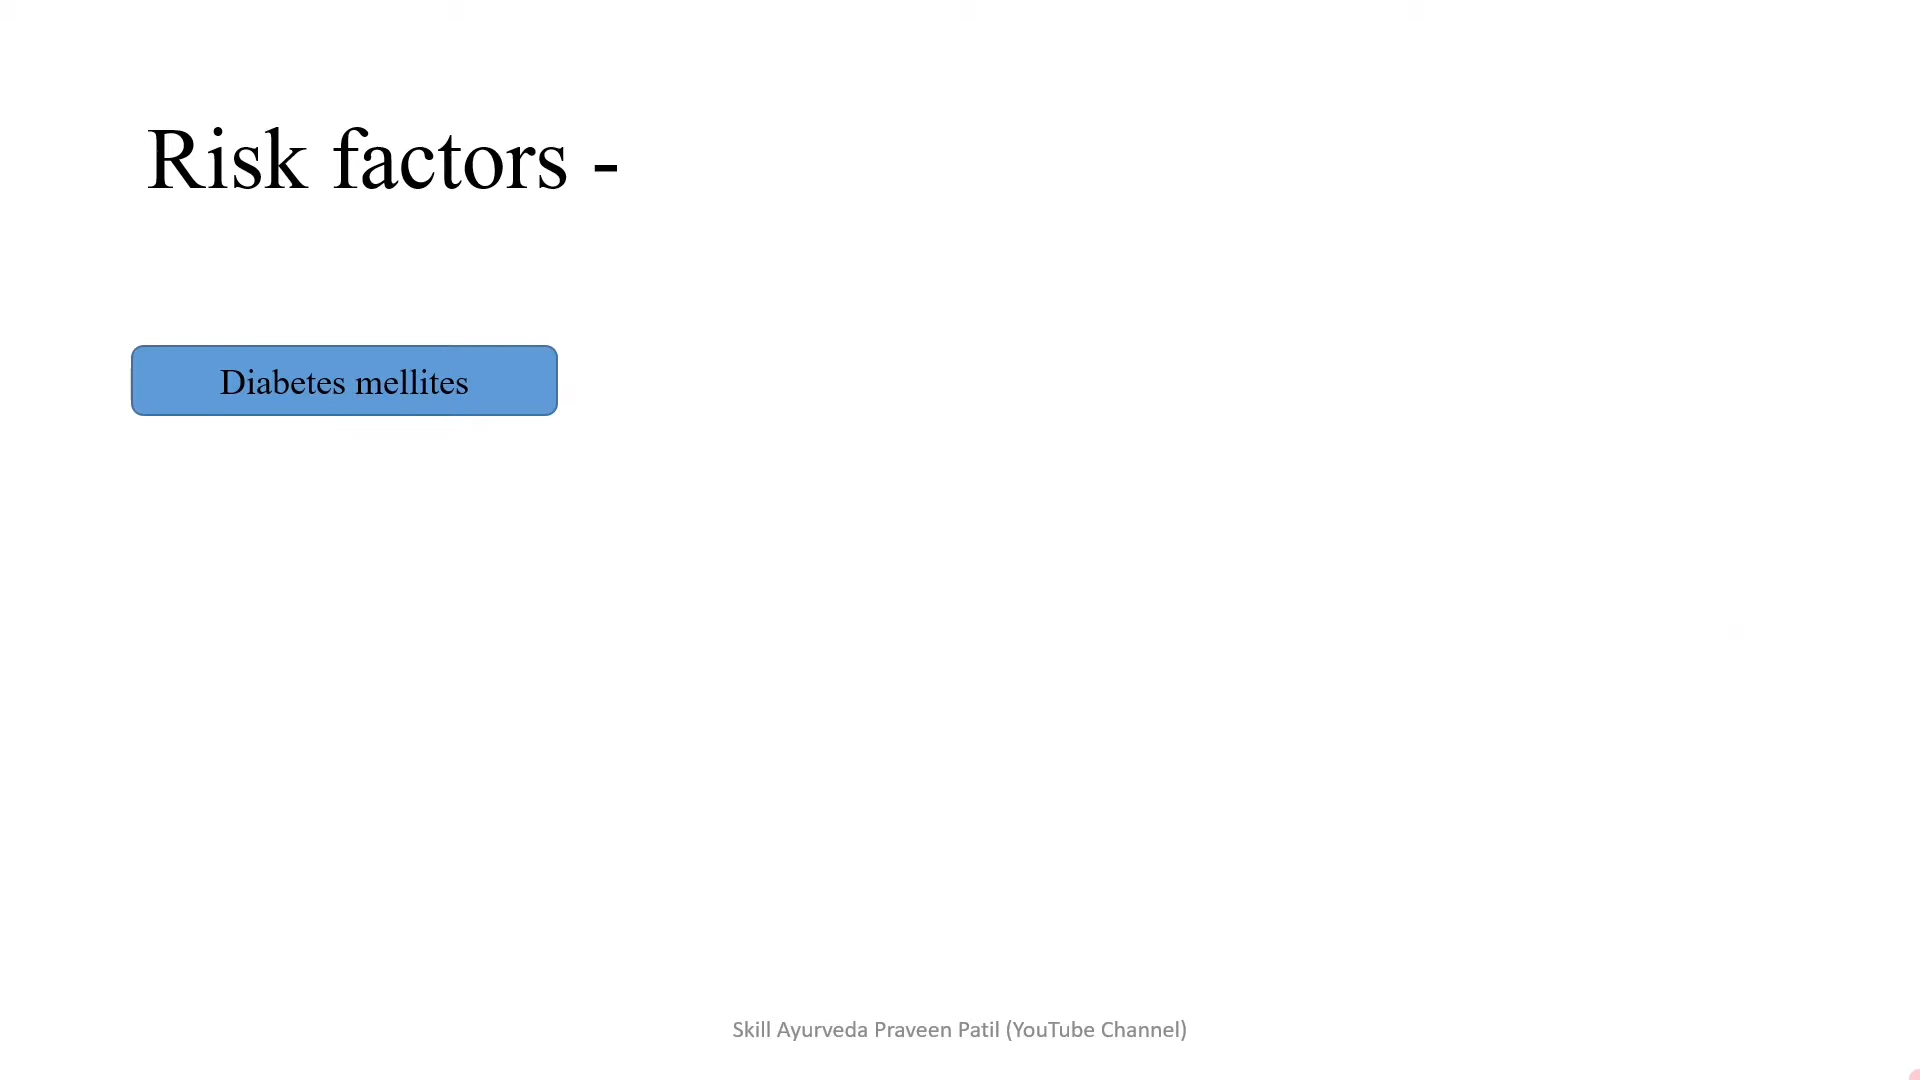 Risk factors -
Diabetes mellites
Skill Ayurveda Praveen Patil (YouTube Channel)